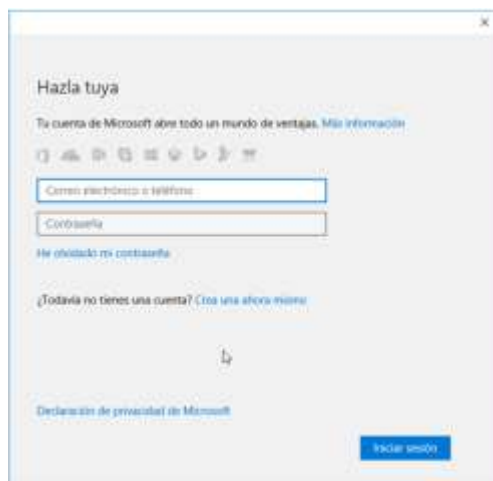 Hazla tuya
Tu cuenta de Microsoft abre todo un mundo de ventajas. Más información
Correo electrónico o teléfono
Contraseña
He olvidado mi contraseña
¿Todavía no tienes una cuenta? Crea una ahora mismo
Declaración de privacidad de Microsoft
Iniciar sesión